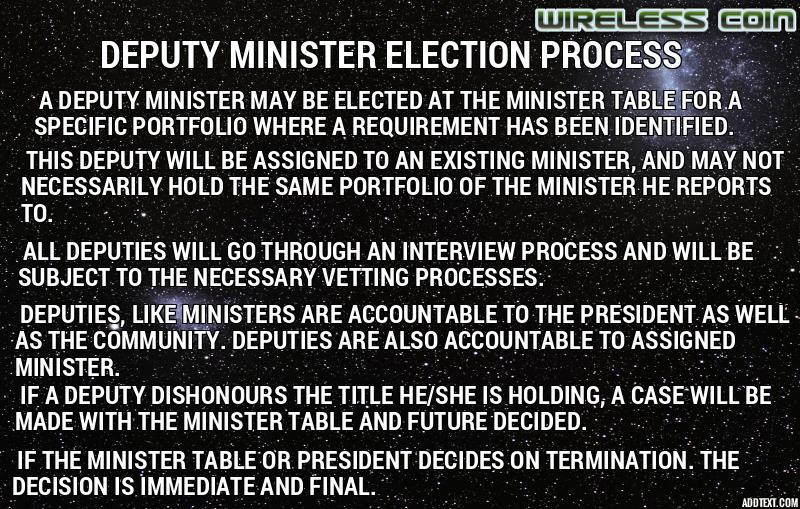 WIRELESS COIN
DEPUTY MINISTER ELECTION PROCESS
A DEPUTY MINISTER MAY BE ELECTED AT THE MINISTER TABLE FOR A
SPECIFIC PORTFOLIO WHERE A REQUIREMENT HAS BEEN IDENTIFIED.
THIS DEPUTY WILL BE ASSIGNED TO AN EXISTING MINISTER, AND MAY NOT
NECESSARILY HOLD THE SAME PORTFOLIO OF THE MINISTER HE REPORTS
TO.
ALL DEPUTIES WILL GO THROUGH AN INTERVIEW PROCESS AND WILL BE
SUBJECT TO THE NECESSARY VETTING PROCESSES.
DEPUTIES, LIKE MINISTERS ARE ACCOUNTABLE TO THE PRESIDENT AS WELL
AS THE COMMUNITY. DEPUTIES ARE ALSO ACCOUNTABLE TO ASSIGNED
MINISTER.
IF A DEPUTY DISHONOURS THE TITLE HE/SHE IS HOLDING, A CASE WILL BE
MADE WITH THE MINISTER TABLE AND FUTURE DECIDED.
IF THE MINISTER TABLE OR PRESIDENT DECIDES ON TERMINATION. THE
DECISION IS IMMEDIATE AND FINAL.
ADDTEXT.COM